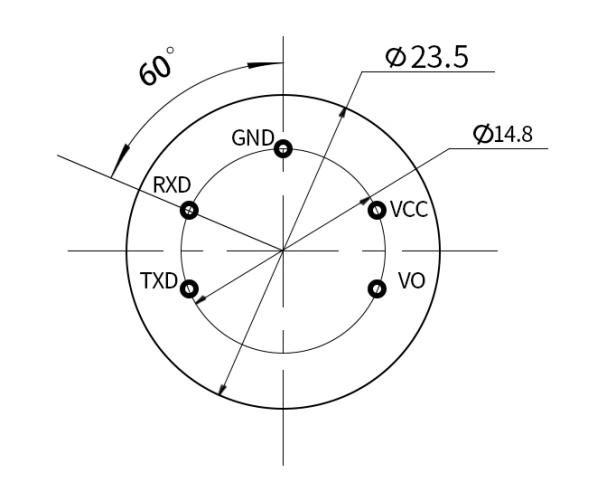 60°
Ø23.5
Ø14.8
GND
RXD
VCC
TXD
VO